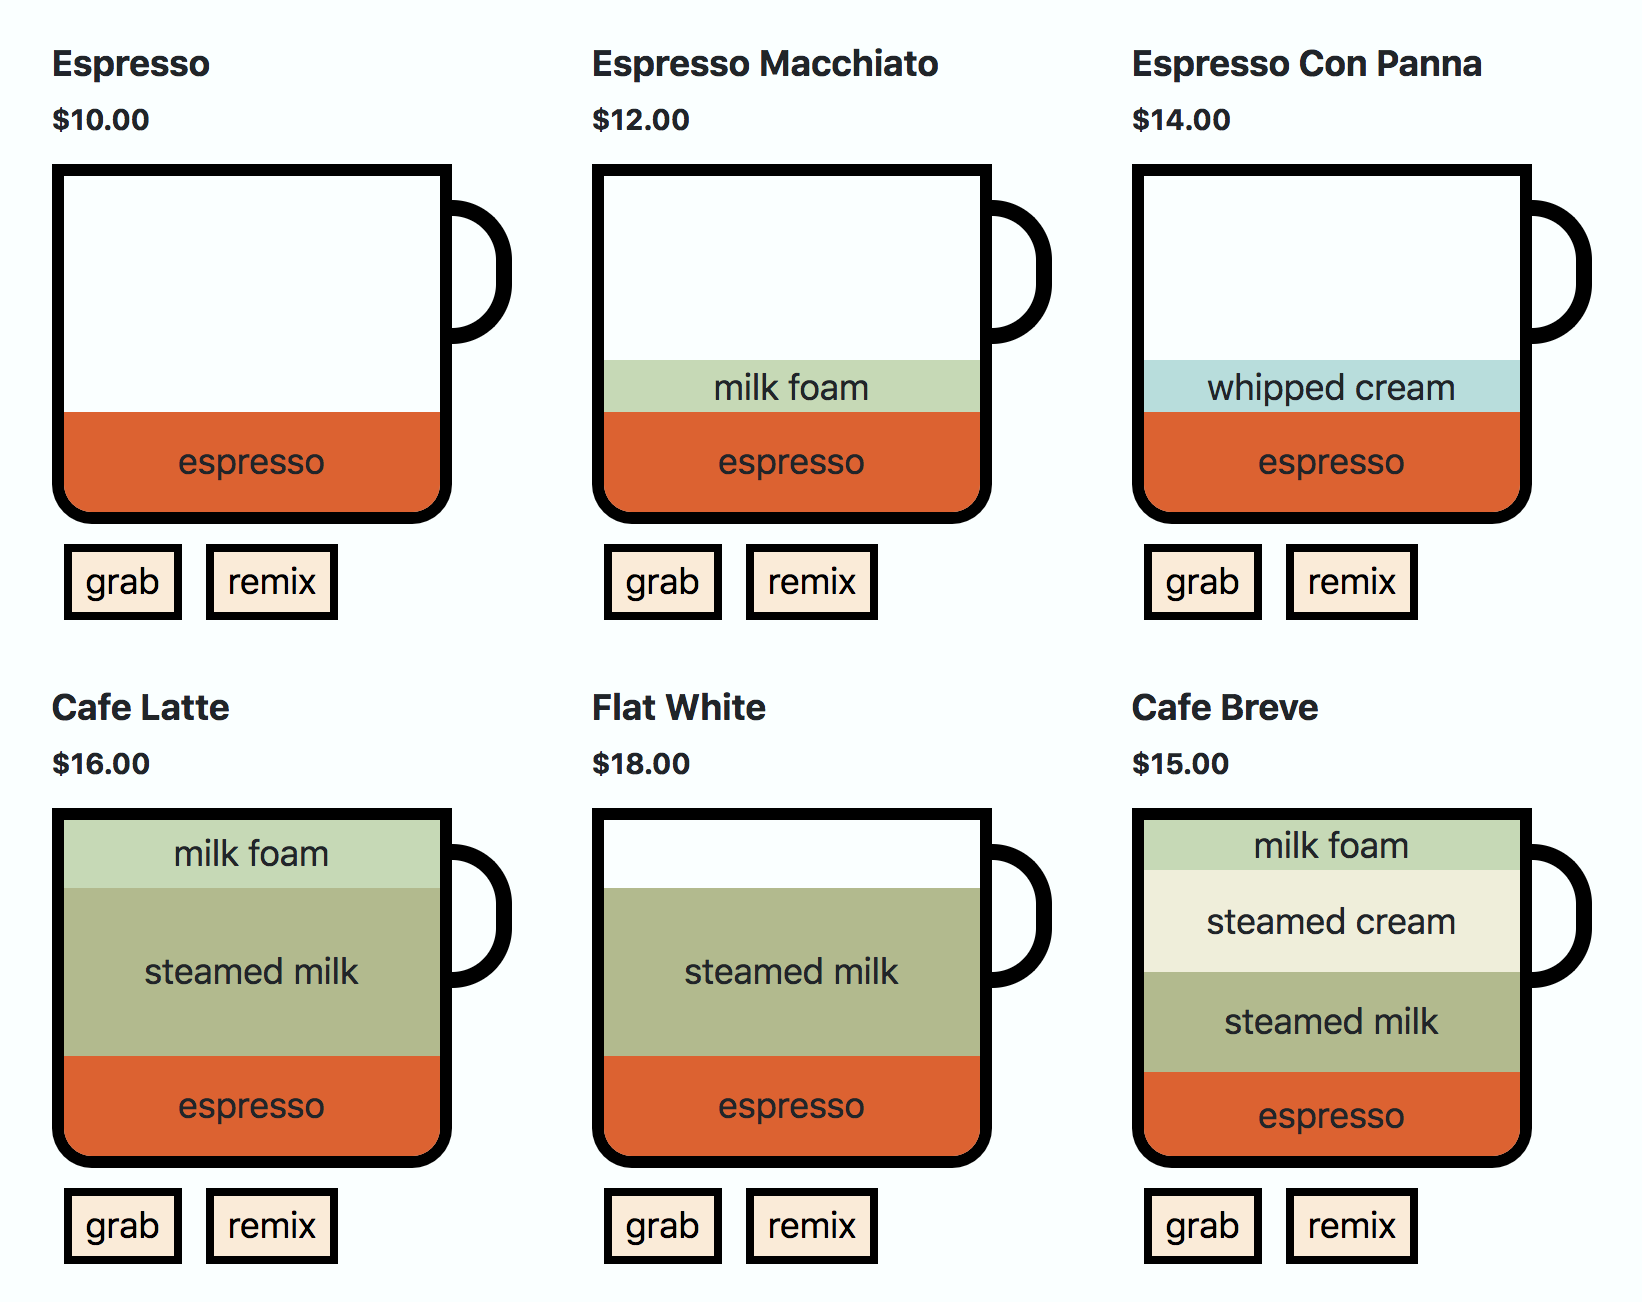 Espresso
$10.00
espresso
grab remix
Espresso Macchiato
$12.00
milk foam
espresso
grab remix
Espresso Con Panna
$14.00
whipped cream
espresso
grab remix
Cafe Latte
$16.00
milk foam
steamed milk
espresso
grab remix
Flat White
$18.00
steamed milk
espresso
grab remix
Cafe Breve
$15.00
milk foam
steamed cream
steamed milk
espresso
grab remix